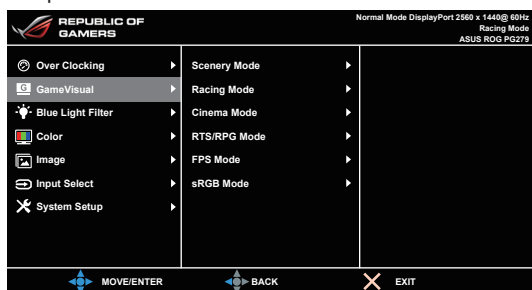 REPUBLIC OF
GAMERS
Normal Mode DisplayPort 2560 x 1440@ 60Hz
Racing Mode
ASUS ROG PG279
Over Clocking
G GameVisual
Blue Light Filter
Color
Image
Input Select
System Setup
Scenery Mode
Racing Mode
Cinema Mode
RTS/RPG Mode
FPS Mode
sRGB Mode
MOVE/ENTER
BACK
EXIT